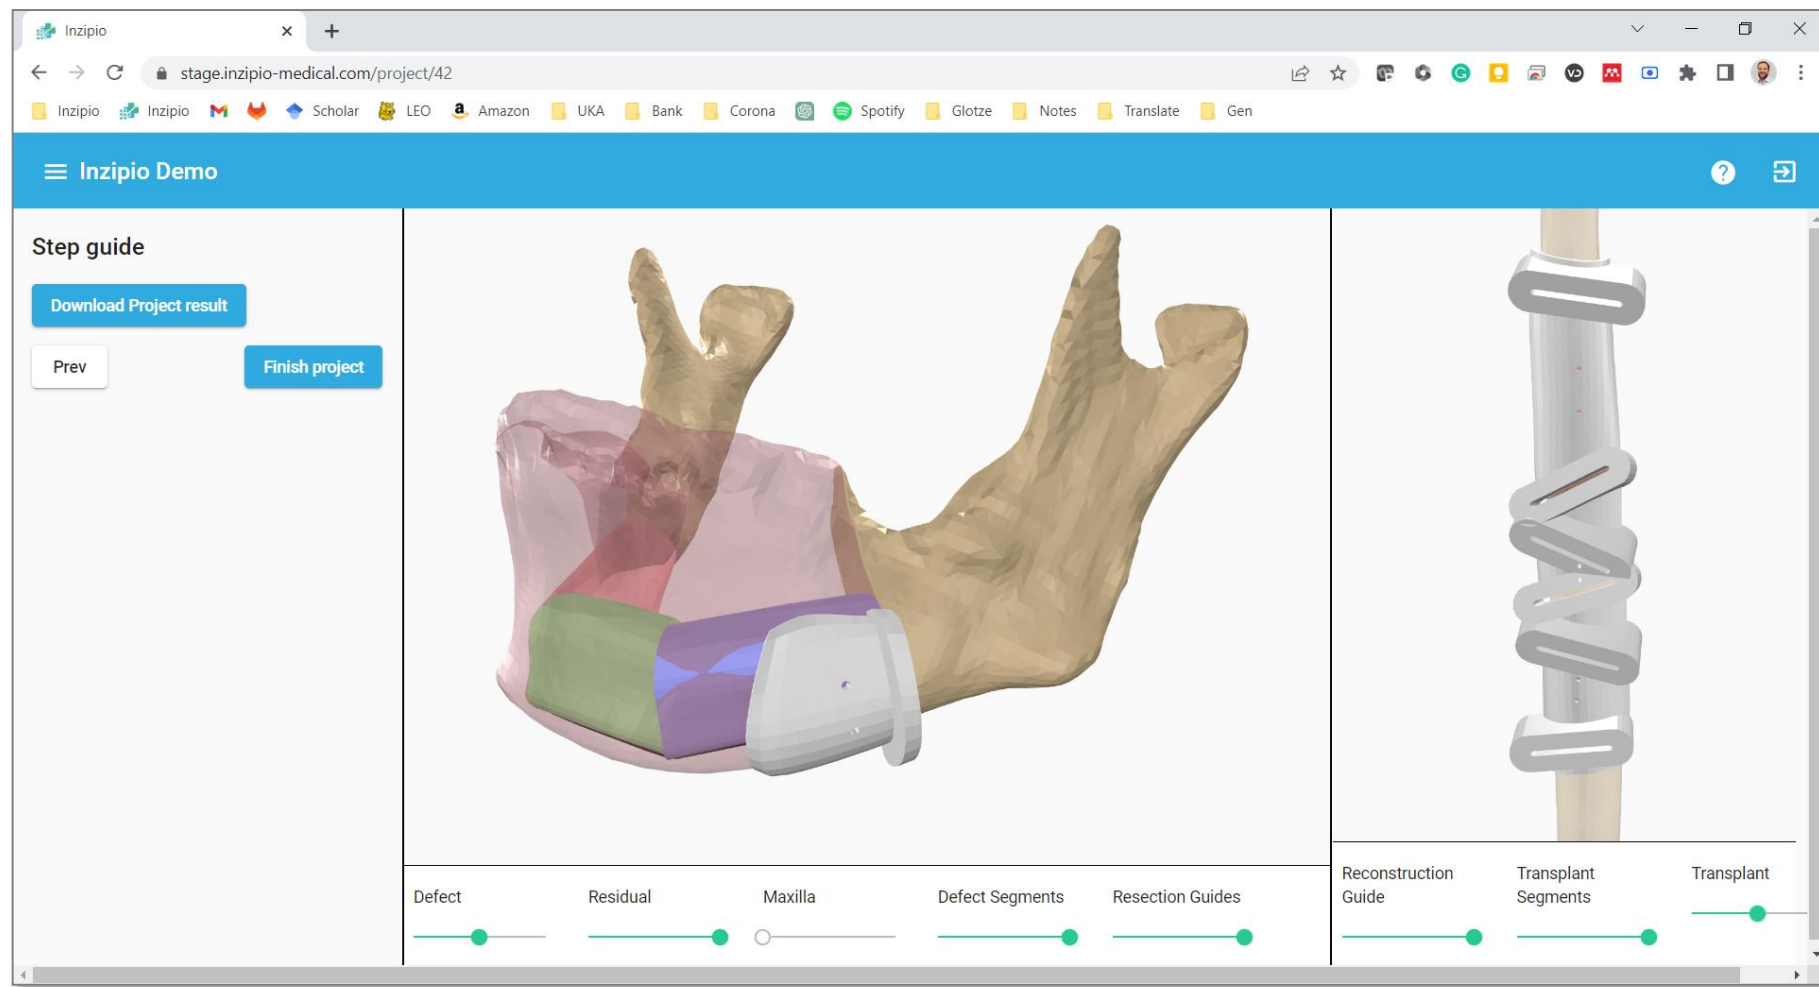 Inzipio
stage.inzipio-medical.com/project/42
Inzipio Inzipio Scholar LEO Amazon UKA Bank Corona Spotify Glotze Notes Translate Gen
Inzipio Demo
Step guide
Download Project result
Prev Finish project
Defect Residual Maxilla Defect Segments Resection Guides
Reconstruction Guide
Transplant Segments
Transplant